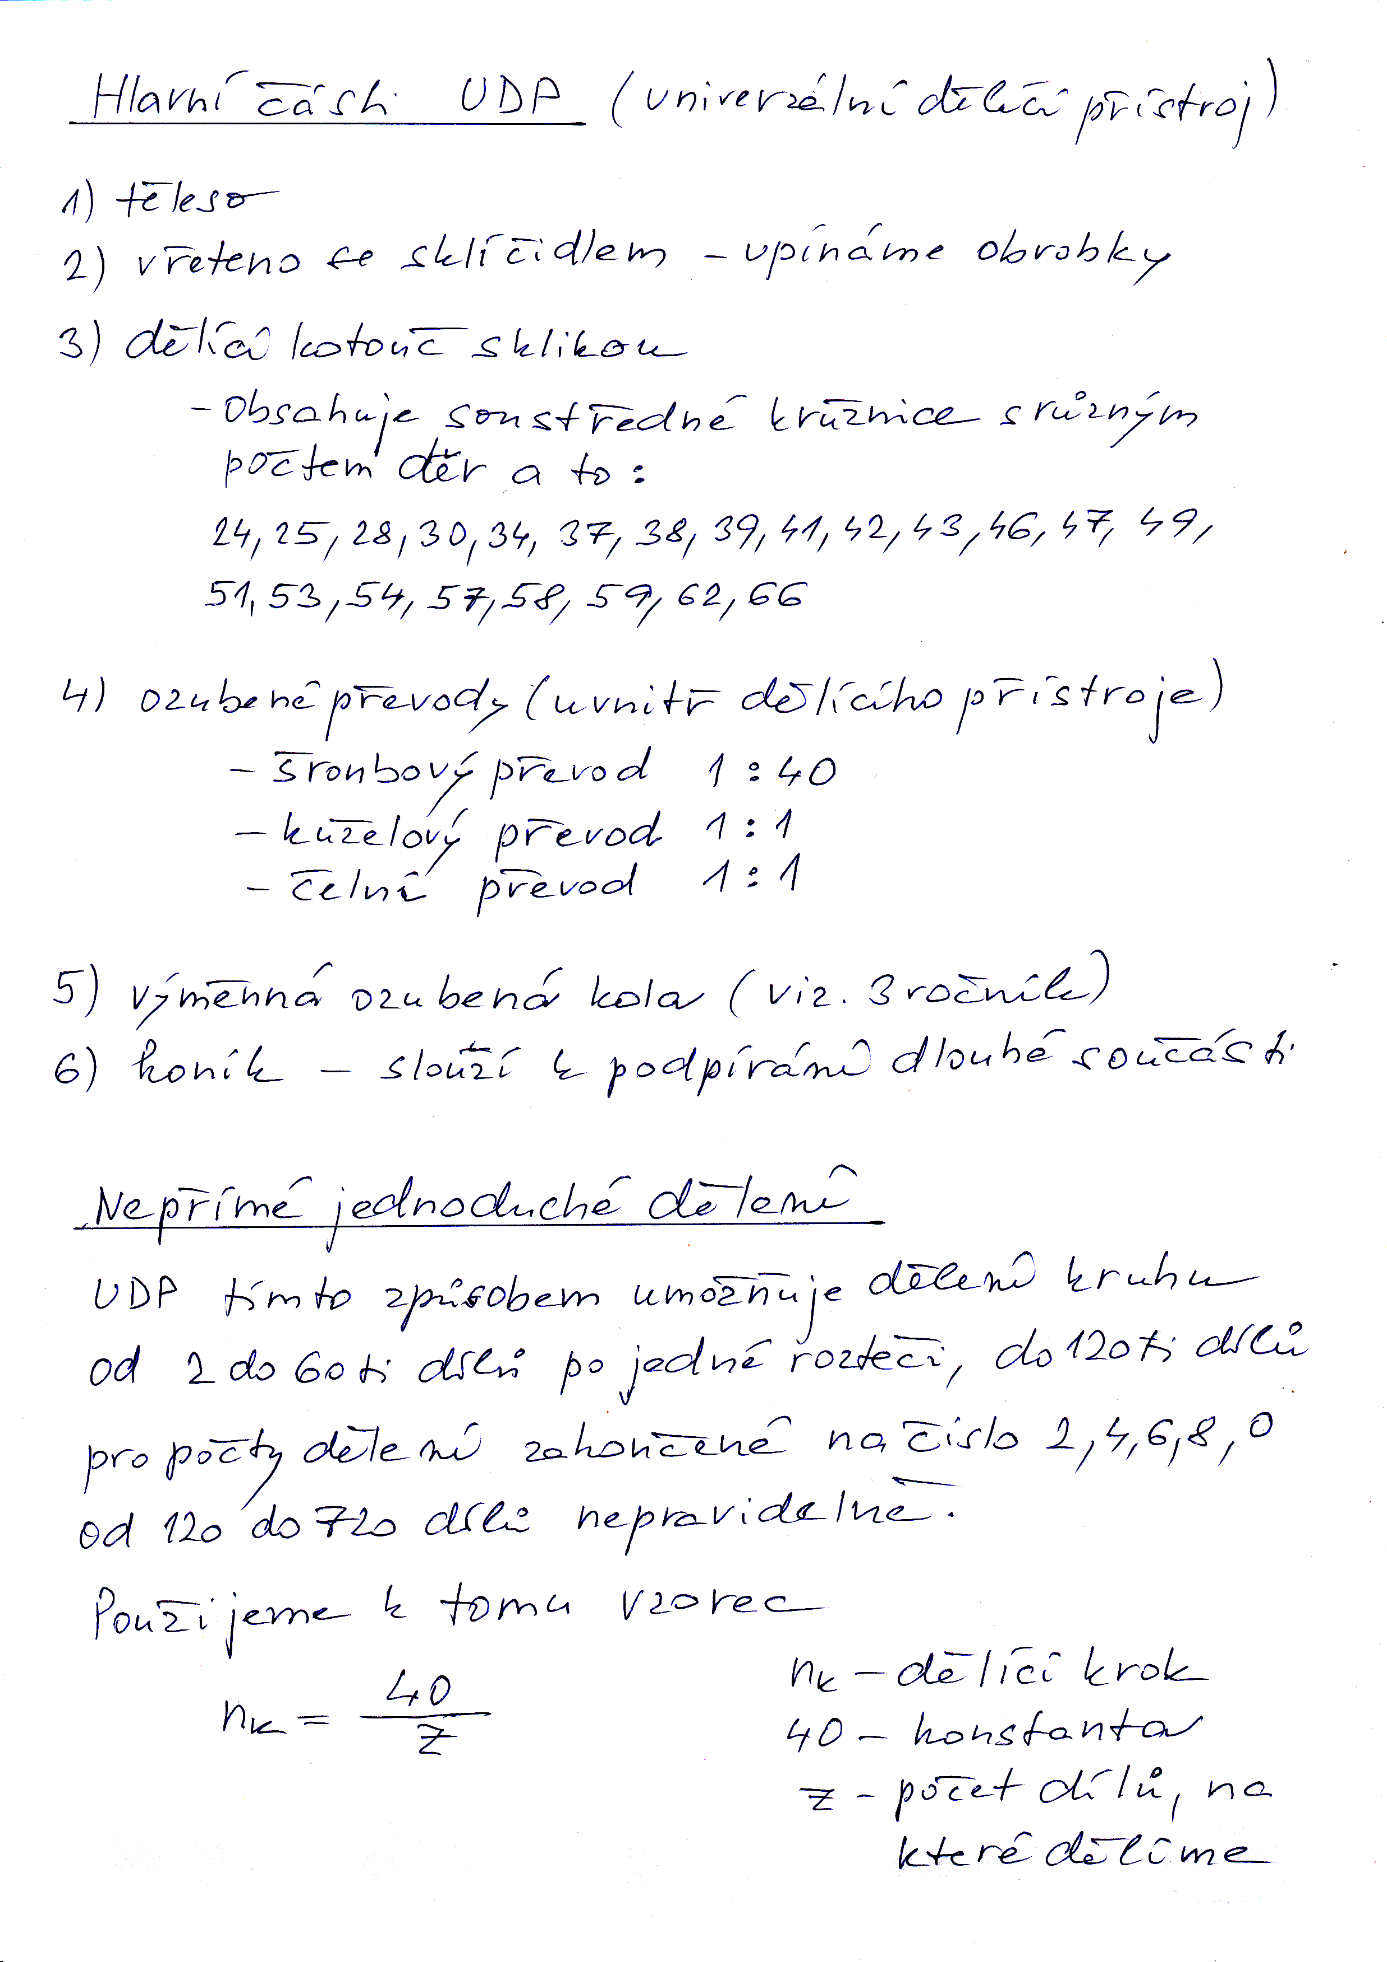 Hlavní části UDP (univerzální dělící přístroj)
1) těleso
2) vřeteno se sklíčidlem - upínáme obrobky
3) dělící kotouč s klikou
- obsahuje soustředné kružnice s různým
počtem děr a to:
24, 25, 28, 30, 34, 37, 38, 39, 41, 42, 43, 46, 47, 49,
51, 53, 54, 57, 58, 59, 62, 66
4) ozubené převody (uvnitř dělícího přístroje)
- šroubový převod 1 : 40
- kuželový převod 1 : 1
- čelní převod 1 : 1
5) výměnná ozubená kola (viz. 3 ročník)
6) koník - slouží k podpírání dlouhé součásti
Nepřímé jednoduché dělení
UDP tímto způsobem umožňuje dělení kruhu
od 2 do 60ti dílů po jedné rozteči, do 120ti dílů
pro počty dělení zakončené na číslo 2, 4, 6, 8, 0
od 120 do 720 dílů nepravidelně.
Použijeme k tomu vzorec
nk = 40/z
nk - dělící krok
40 - konstanta
z - počet dílů, na
které dělíme